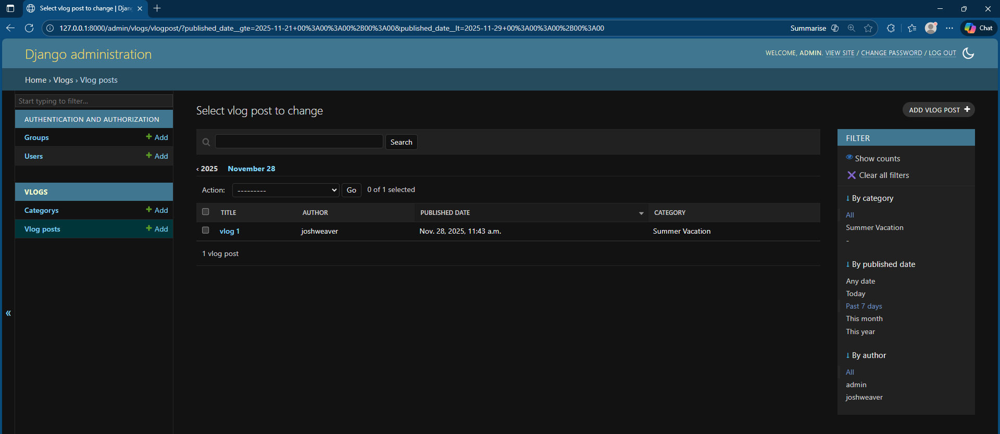 Select vlog post to change | Djang
127.0.0.1:8000/admin/vlogs/vlogpost/?published_date__gte=2025-11-21+00%3A00%3A00%2B00%3A00&published_date__lt=2025-11-29+00%3A00%3A00%2B00%3A00
Summarise
Chat
Django administration
WELCOME, ADMIN. VIEW SITE / CHANGE PASSWORD / LOG OUT
Home › Vlogs › Vlog posts
Start typing to filter...
AUTHENTICATION AND AUTHORIZATION
Groups + Add
Users + Add
VLOGS
Categorys + Add
Vlog posts + Add
«
Select vlog post to change
ADD VLOG POST +
Search
‹ 2025 November 28
Action: --------- Go 0 of 1 selected
TITLE AUTHOR PUBLISHED DATE CATEGORY
vlog 1 joshweaver Nov. 28, 2025, 11:43 a.m. Summer Vacation
1 vlog post
FILTER
Show counts
Clear all filters
↓ By category
All
Summer Vacation
-
↓ By published date
Any date
Today
Past 7 days
This month
This year
↓ By author
All
admin
joshweaver